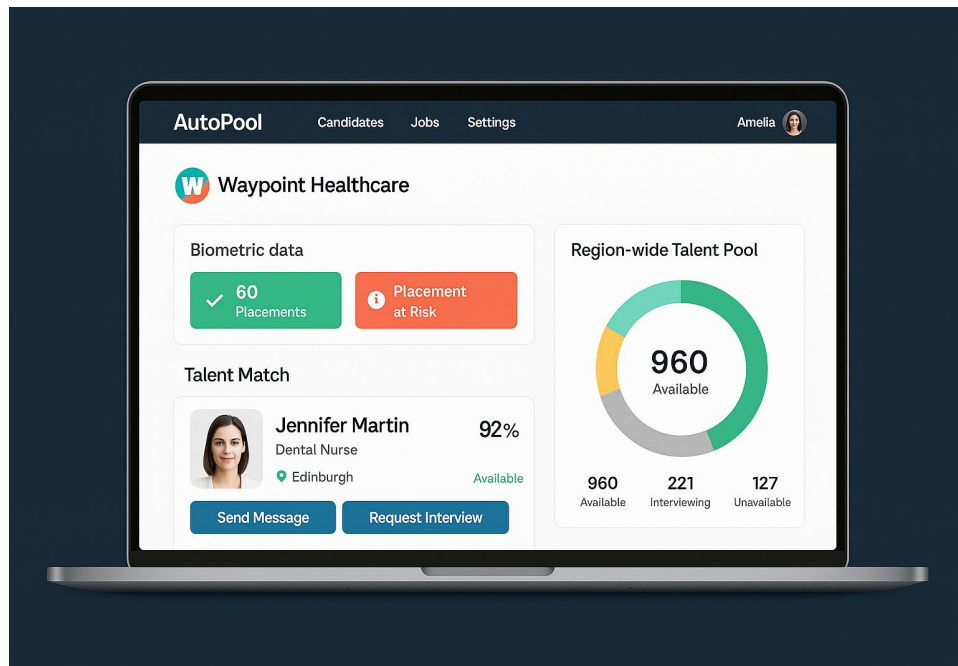 AutoPool
Candidates
Jobs
Settings
Amelia
W
Waypoint Healthcare
Biometric data
60
Placements
i
Placement
at Risk
Talent Match
Jennifer Martin
92%
Dental Nurse
Edinburgh
Available
Send Message
Request Interview
Region-wide Talent Pool
960
Available
960
221
127
Available
Interviewing
Unavailable